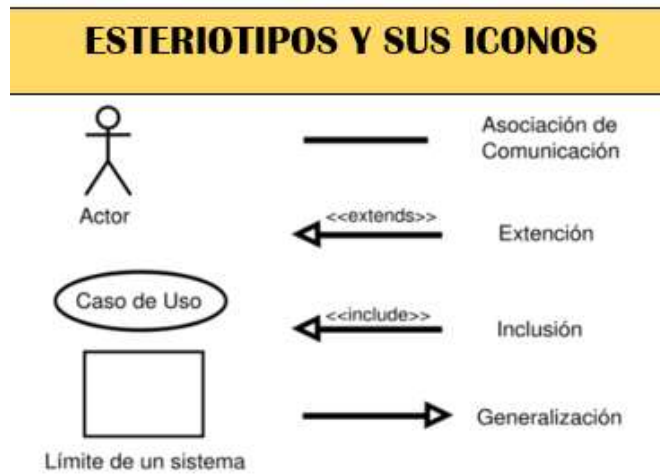 ESTERIOTIPOS Y SUS ICONOS
Asociación de
Comunicación
Actor
<<extends>>
Extención
Caso de Uso
<<include>>
Inclusión
Generalización
Límite de un sistema